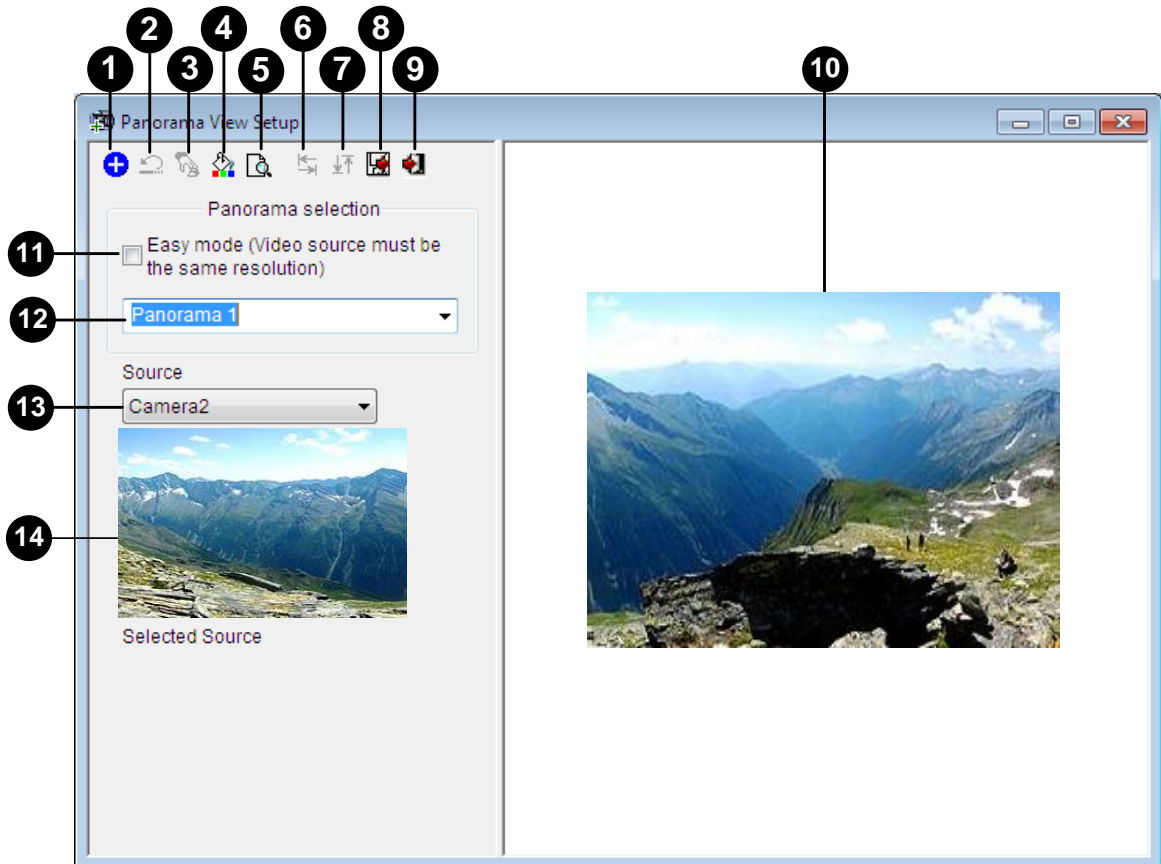 2 4 6 8
1 3 5 7 9 10
Panorama View Setup
Panorama selection
11
Easy mode (Video source must be
the same resolution)
12 Panorama 1
Source
13 Camera2
14
Selected Source